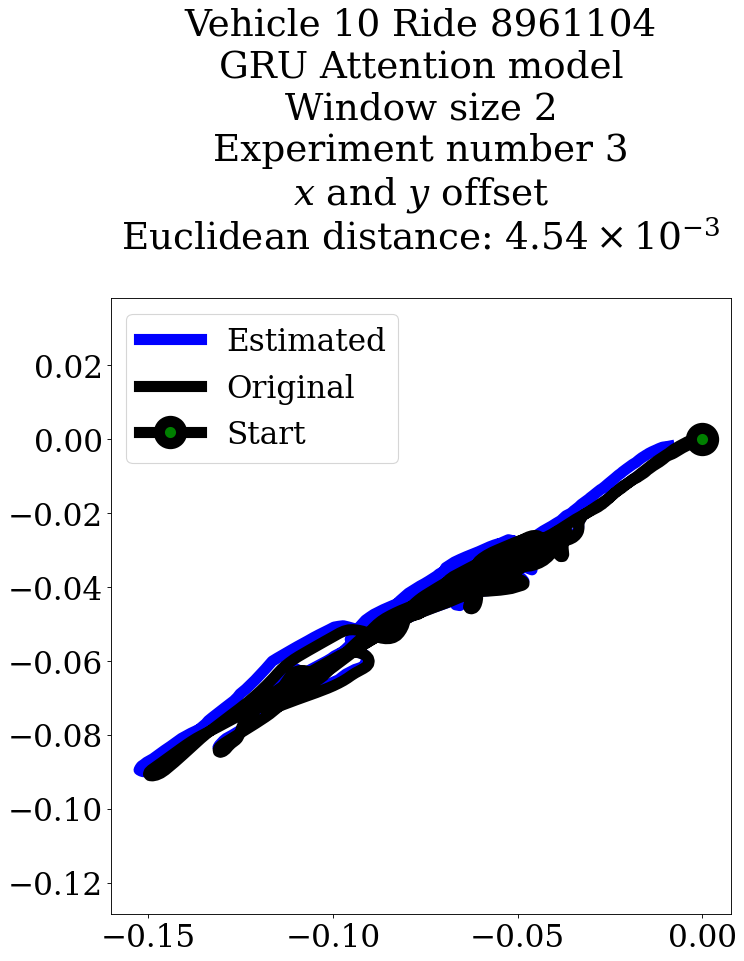 Vehicle 10 Ride 8961104
GRU Attention model
Window size 2
Experiment number 3
x and y offset
Euclidean distance: 4.54 × 10⁻³
Estimated
Original
Start
0.02
0.00
−0.02
−0.04
−0.06
−0.08
−0.10
−0.12
−0.15 −0.10 −0.05 0.00